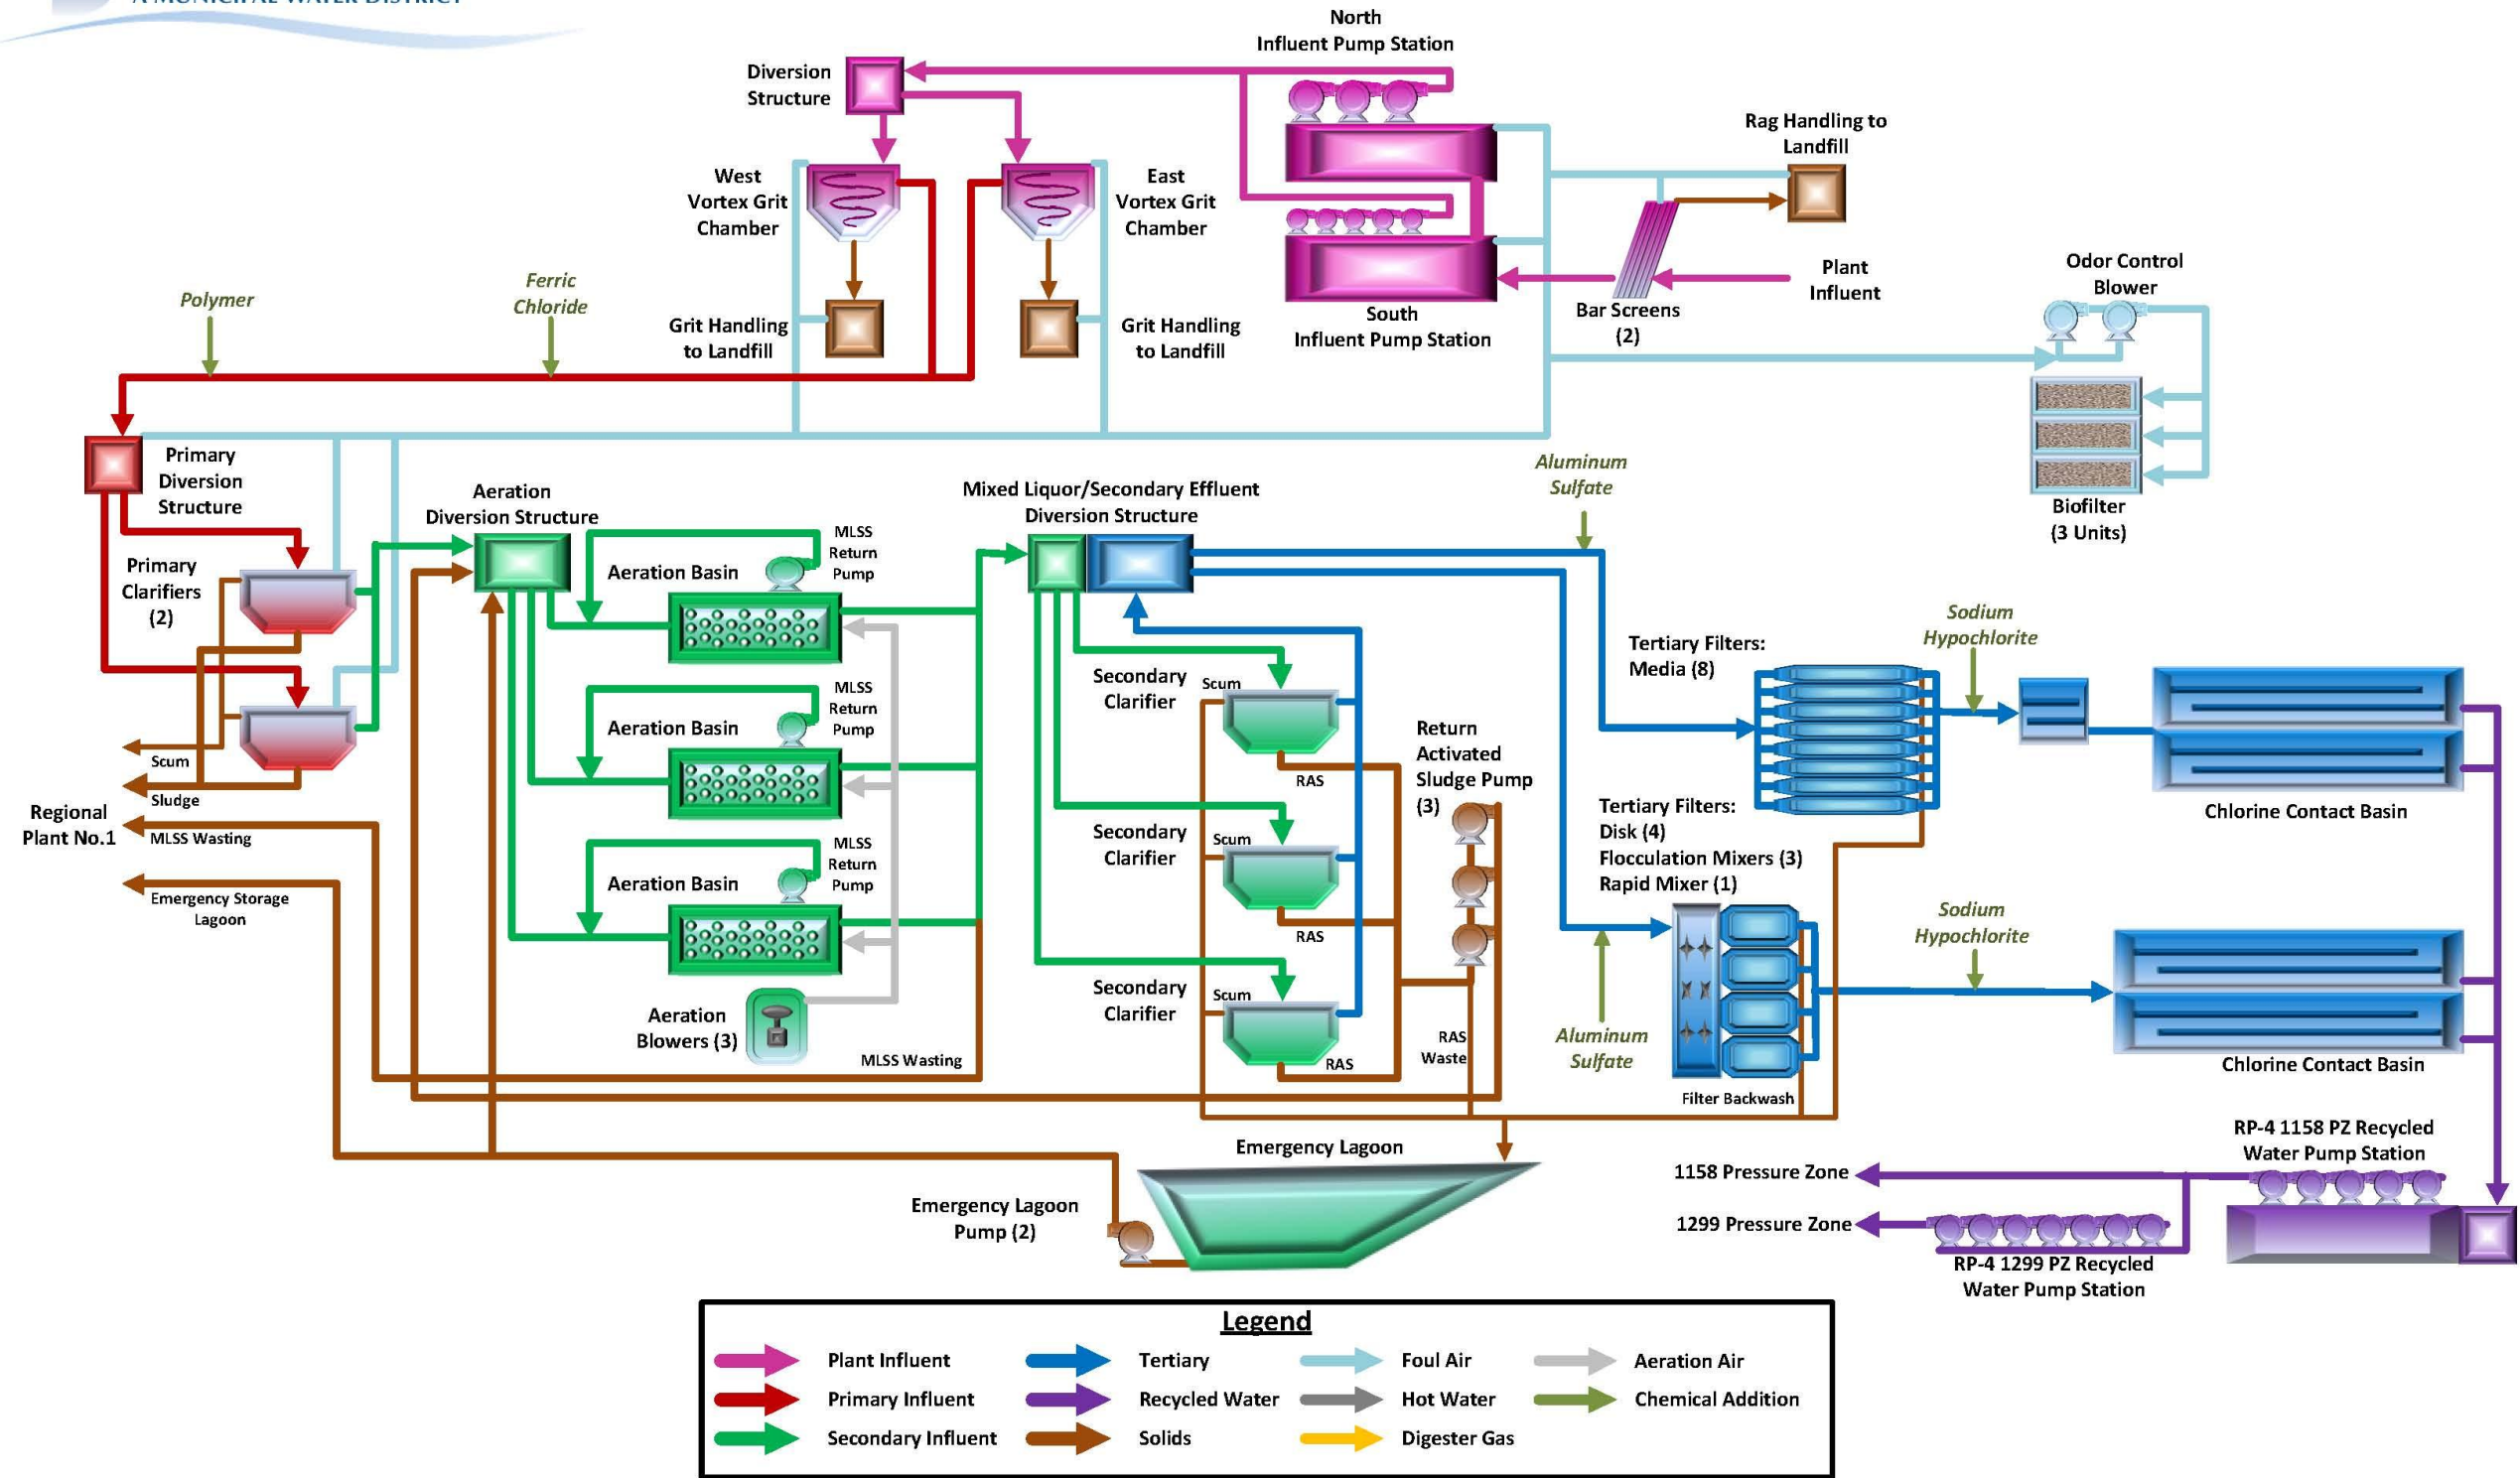 A MUNICIPAL WATER DISTRICT
North
Influent Pump Station
Diversion
Structure
Rag Handling to
Landfill
West
Vortex Grit
Chamber
East
Vortex Grit
Chamber
Plant
Influent
Odor Control
Blower
Ferric
Chloride
Polymer
Grit Handling
to Landfill
Grit Handling
to Landfill
South
Influent Pump Station
Bar Screens
(2)
Primary
Diversion
Structure
Aeration
Diversion Structure
Mixed Liquor/Secondary Effluent
Diversion Structure
Aluminum
Sulfate
Biofilter
(3 Units)
Primary
Clarifiers
(2)
Aeration Basin
MLSS
Return
Pump
Sodium
Hypochlorite
Tertiary Filters:
Media (8)
Secondary
Clarifier
Scum
Aeration Basin
MLSS
Return
Pump
Return
Activated
Sludge Pump
(3)
RAS
Scum
Sludge
Regional
Plant No.1
MLSS Wasting
Chlorine Contact Basin
Tertiary Filters:
Disk (4)
Flocculation Mixers (3)
Rapid Mixer (1)
Secondary
Clarifier
Scum
Aeration Basin
MLSS
Return
Pump
Emergency Storage
Lagoon
RAS
Sodium
Hypochlorite
Secondary
Clarifier
Scum
Aeration
Blowers (3)
MLSS Wasting
RAS
RAS
Waste
Aluminum
Sulfate
Chlorine Contact Basin
Filter Backwash
Emergency Lagoon
RP-4 1158 PZ Recycled
Water Pump Station
1158 Pressure Zone
Emergency Lagoon
Pump (2)
1299 Pressure Zone
RP-4 1299 PZ Recycled
Water Pump Station
Legend
Plant Influent
Tertiary
Foul Air
Aeration Air
Primary Influent
Recycled Water
Hot Water
Chemical Addition
Secondary Influent
Solids
Digester Gas